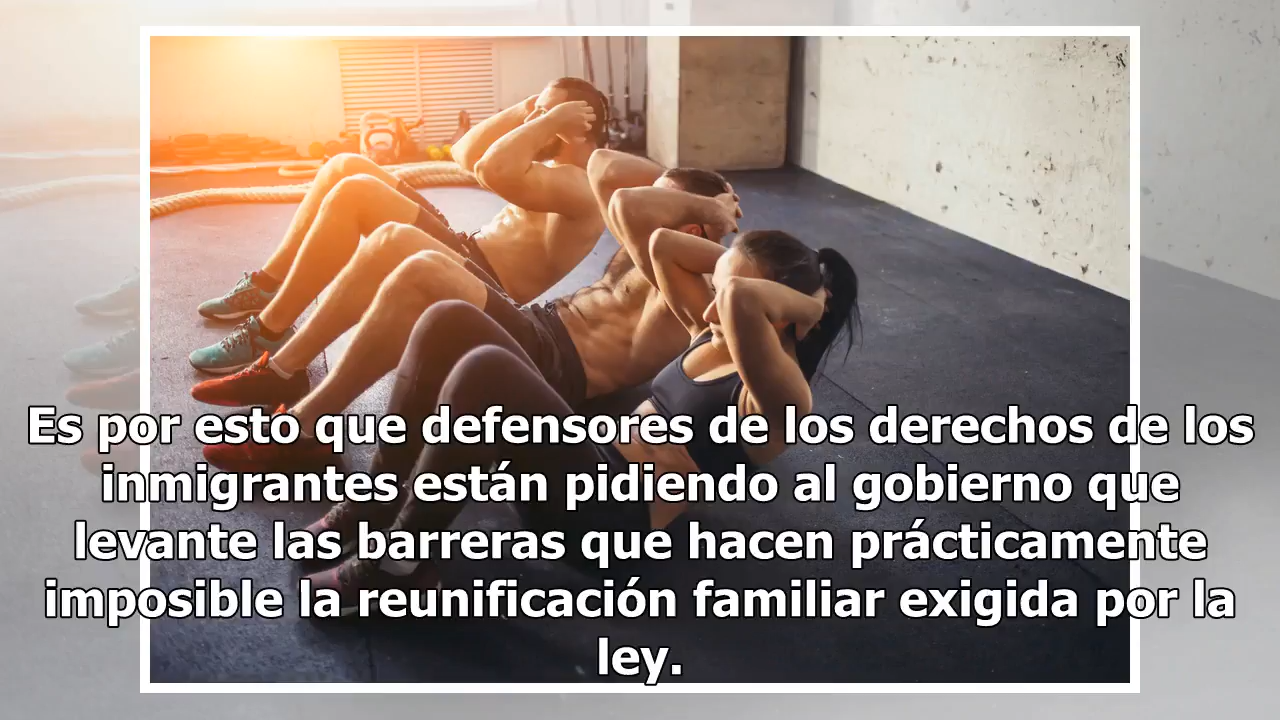 Es por esto que defensores de los derechos de los
inmigrantes están pidiendo al gobierno que
levante las barreras que hacen prácticamente
imposible la reunificación familiar exigida por la
ley.